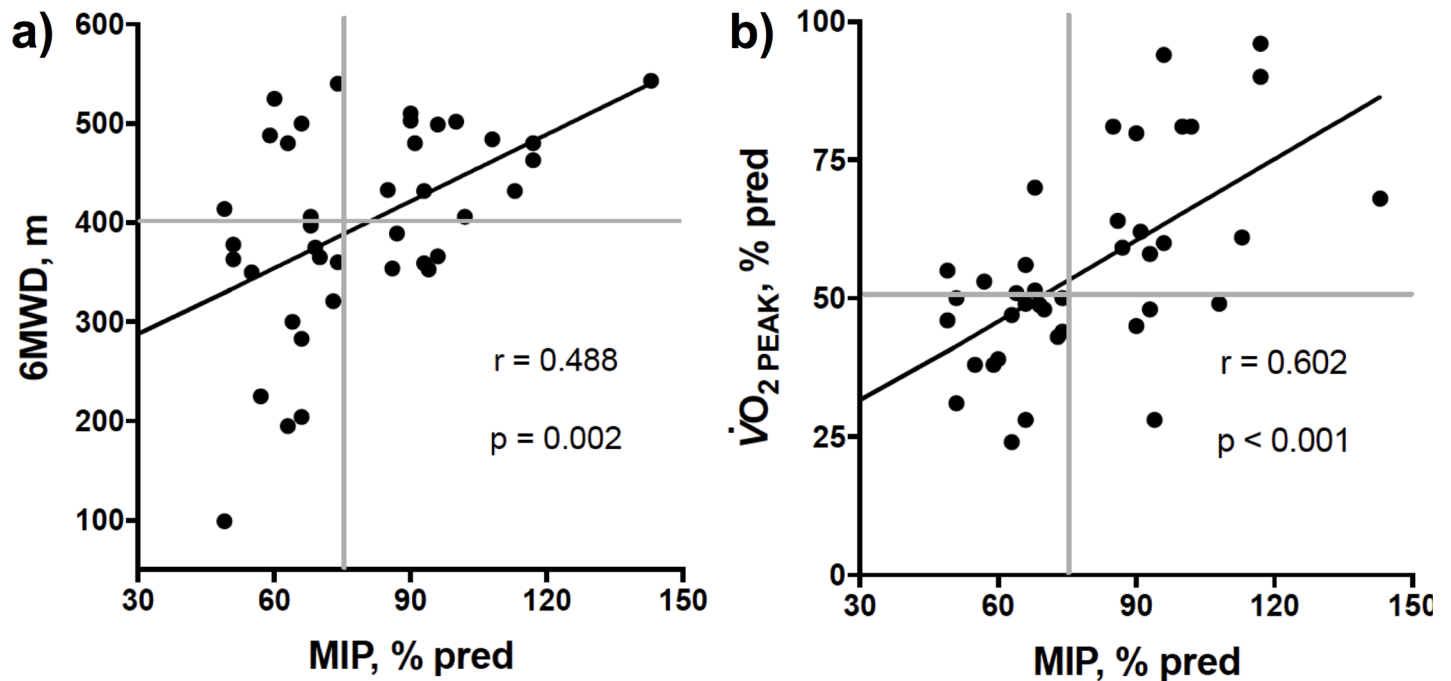 a)
6MWD, m
600
500
400
300
200
100
30 60 90 120 150
MIP, % pred
r = 0.488
p = 0.002
b)
V̇O₂ PEAK, % pred
100
75
50
25
0
30 60 90 120 150
MIP, % pred
r = 0.602
p < 0.001